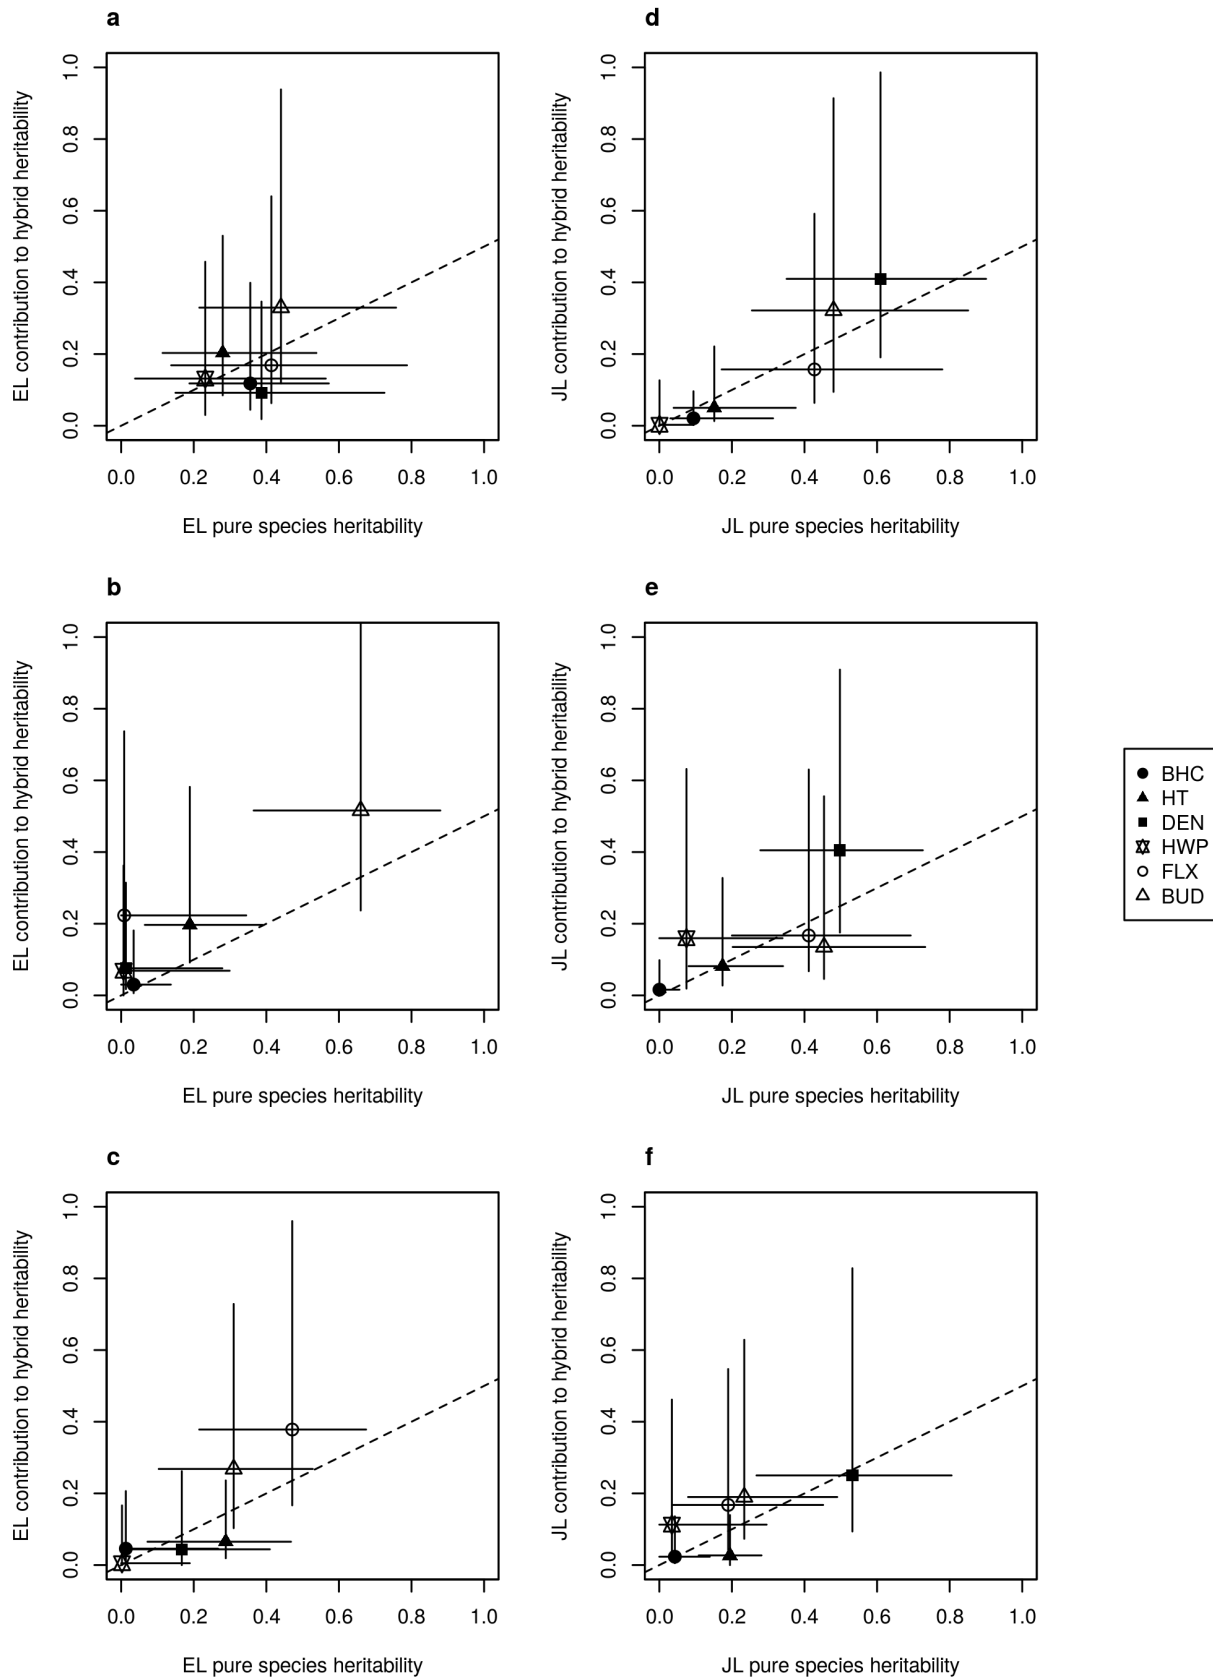 a
EL contribution to hybrid heritability
0.0 0.2 0.4 0.6 0.8 1.0
0.0 0.2 0.4 0.6 0.8 1.0
EL pure species heritability
d
JL contribution to hybrid heritability
0.0 0.2 0.4 0.6 0.8 1.0
0.0 0.2 0.4 0.6 0.8 1.0
JL pure species heritability
b
EL contribution to hybrid heritability
0.0 0.2 0.4 0.6 0.8 1.0
0.0 0.2 0.4 0.6 0.8 1.0
EL pure species heritability
e
JL contribution to hybrid heritability
0.0 0.2 0.4 0.6 0.8 1.0
0.0 0.2 0.4 0.6 0.8 1.0
JL pure species heritability
BHC
HT
DEN
HWP
FLX
BUD
c
EL contribution to hybrid heritability
0.0 0.2 0.4 0.6 0.8 1.0
0.0 0.2 0.4 0.6 0.8 1.0
EL pure species heritability
f
JL contribution to hybrid heritability
0.0 0.2 0.4 0.6 0.8 1.0
0.0 0.2 0.4 0.6 0.8 1.0
JL pure species heritability